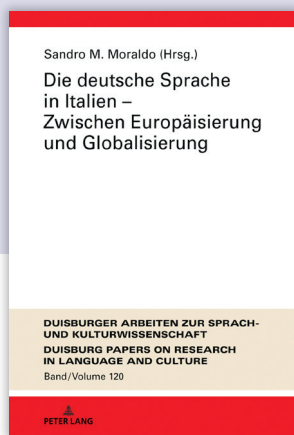 Sandro M. Moraldo (Hrsg.)
Die deutsche Sprache
in Italien –
Zwischen Europäisierung
und Globalisierung
DUISBURGER ARBEITEN ZUR SPRACH-
UND KULTURWISSENSCHAFT
DUISBURG PAPERS ON RESEARCH
IN LANGUAGE AND CULTURE
Band/Volume 120
PETER LANG